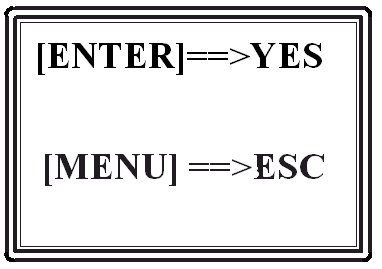 [ENTER]==>YES
[MENU] ==>ESC